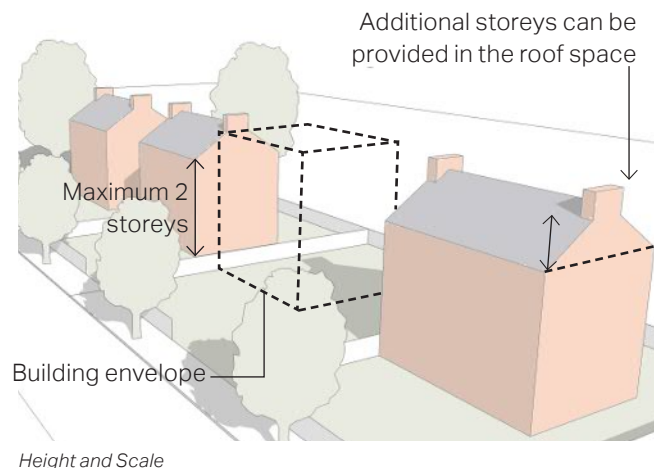 Additional storeys can be
provided in the roof space
Maximum 2
storeys
Building envelope
Height and Scale